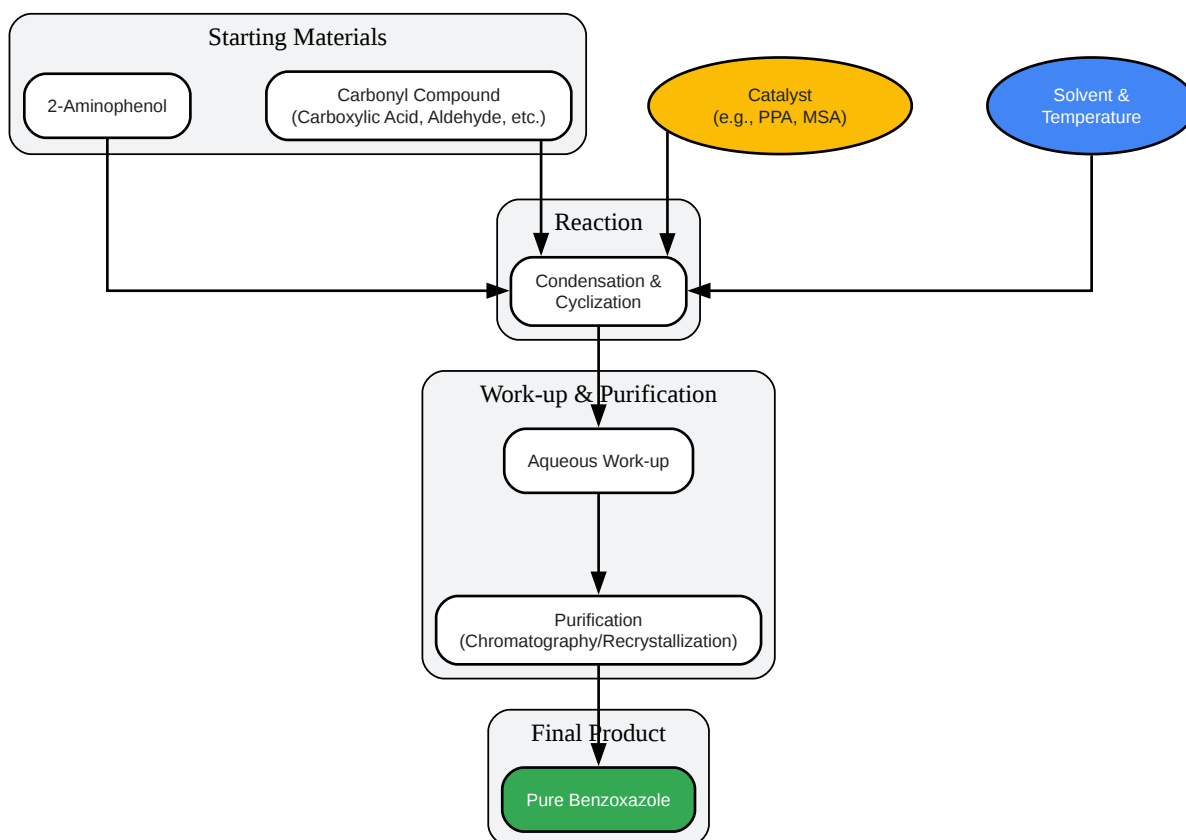 Starting Materials
2-Aminophenol
Carbonyl Compound
(Carboxylic Acid, Aldehyde, etc.)
Catalyst
(e.g., PPA, MSA)
Solvent &
Temperature
Reaction
Condensation &
Cyclization
Work-up & Purification
Aqueous Work-up
Purification
(Chromatography/Recrystallization)
Final Product
Pure Benzoxazole